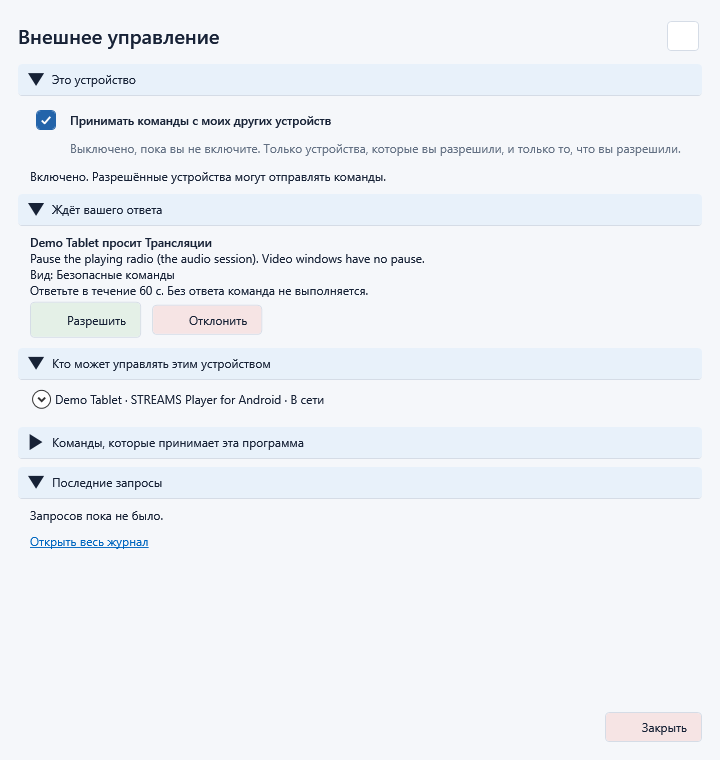 Внешнее управление
Это устройство
Принимать команды с моих других устройств
Выключено, пока вы не включите. Только устройства, которые вы разрешили, и только то, что вы разрешили.
Включено. Разрешённые устройства могут отправлять команды.
Ждёт вашего ответа
Demo Tablet просит Трансляции
Pause the playing radio (the audio session). Video windows have no pause.
Вид: Безопасные команды
Ответьте в течение 60 с. Без ответа команда не выполняется.
Разрешить
Отклонить
Кто может управлять этим устройством
Demo Tablet · STREAMS Player for Android · В сети
Команды, которые принимает эта программа
Последние запросы
Запросов пока не было.
Открыть весь журнал
Закрыть